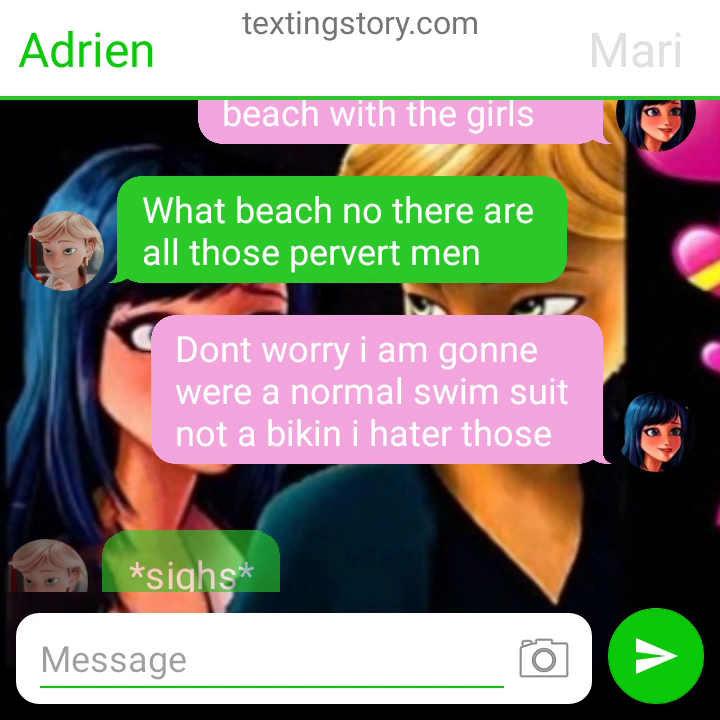 textingstory.com
Adrien
Mari
beach with the girls
What beach no there are
all those pervert men
Dont worry i am gonne
were a normal swim suit
not a bikin i hater those
*sighs*
Message